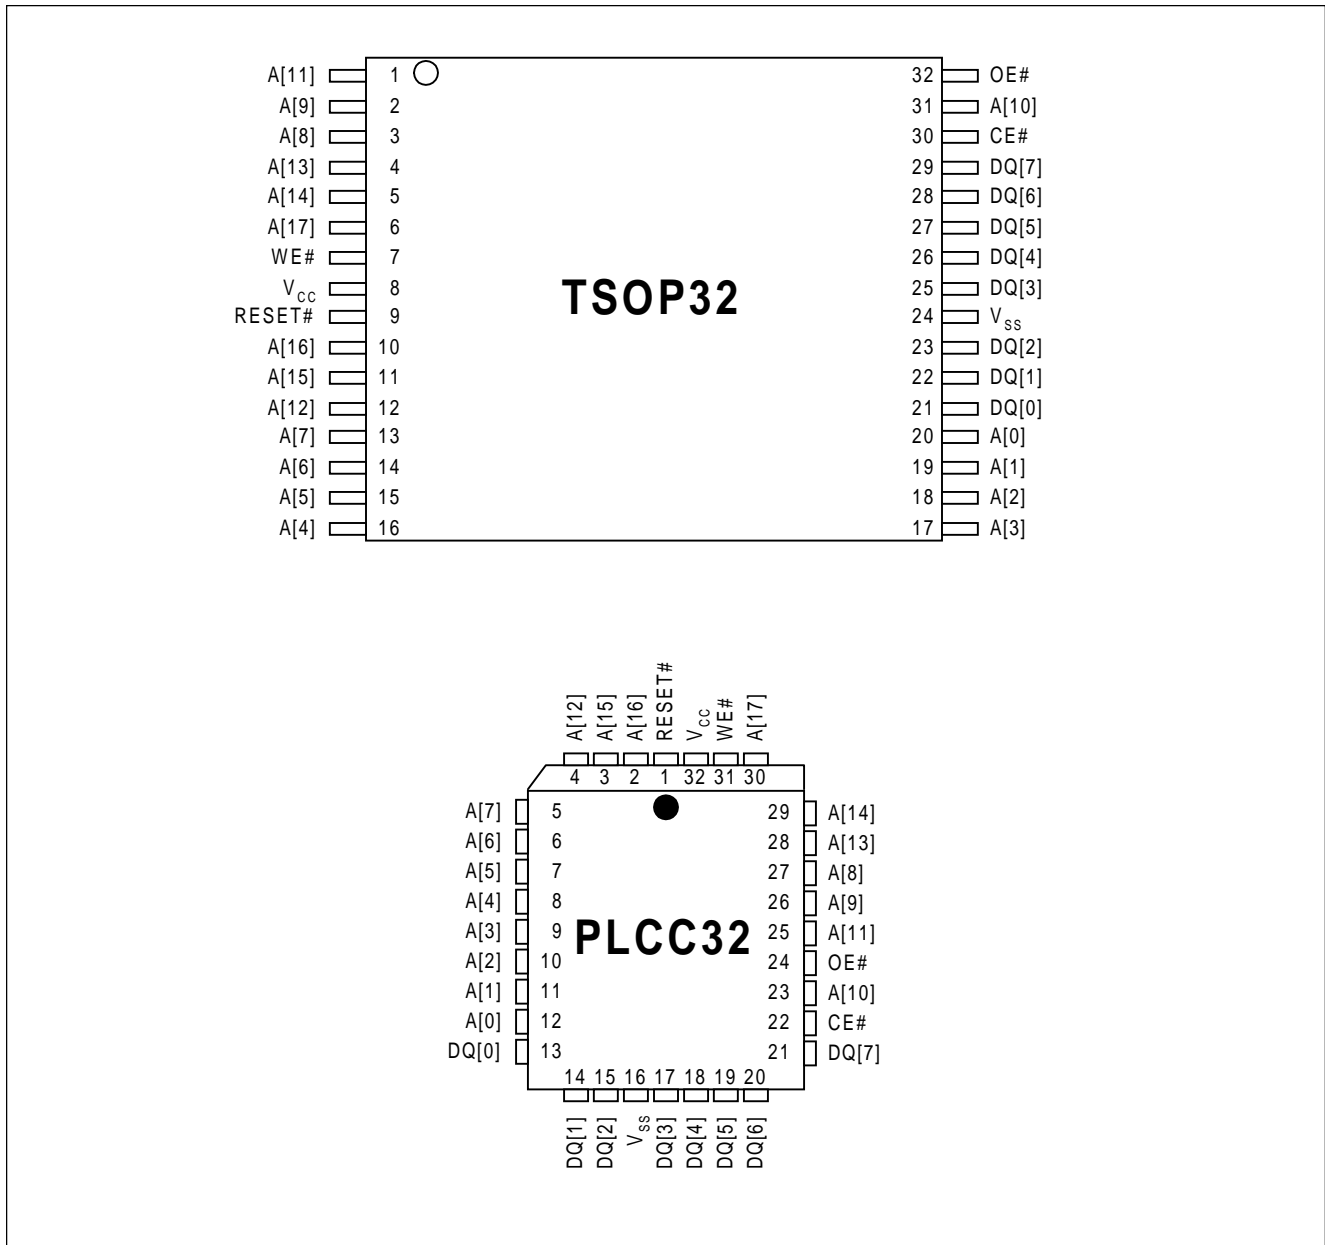 A[11] 1 32 OE#
A[9] 2 31 A[10]
A[8] 3 30 CE#
A[13] 4 29 DQ[7]
A[14] 5 28 DQ[6]
A[17] 6 27 DQ[5]
WE# 7 26 DQ[4]
VCC 8 25 DQ[3]
RESET# 9 24 VSS
A[16] 10 23 DQ[2]
A[15] 11 22 DQ[1]
A[12] 12 21 DQ[0]
A[7] 13 20 A[0]
A[6] 14 19 A[1]
A[5] 15 18 A[2]
A[4] 16 17 A[3]
TSOP32
A[12] A[15] A[16] RESET# VCC WE# A[17]
4 3 2 1 32 31 30
A[7] 5 29 A[14]
A[6] 6 28 A[13]
A[5] 7 27 A[8]
A[4] 8 26 A[9]
A[3] 9 25 A[11]
A[2] 10 24 OE#
A[1] 11 23 A[10]
A[0] 12 22 CE#
DQ[0] 13 21 DQ[7]
PLCC32
14 15 16 17 18 19 20
DQ[1] DQ[2] VSS DQ[3] DQ[4] DQ[5] DQ[6]